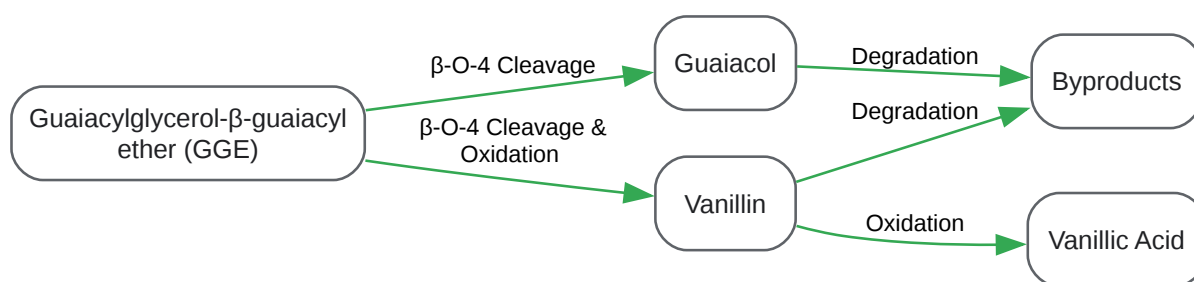 Guaiacylglycerol-β-guaiacyl
ether (GGE)
β-O-4 Cleavage
β-O-4 Cleavage &
Oxidation
Guaiacol
Vanillin
Degradation
Degradation
Oxidation
Byproducts
Vanillic Acid